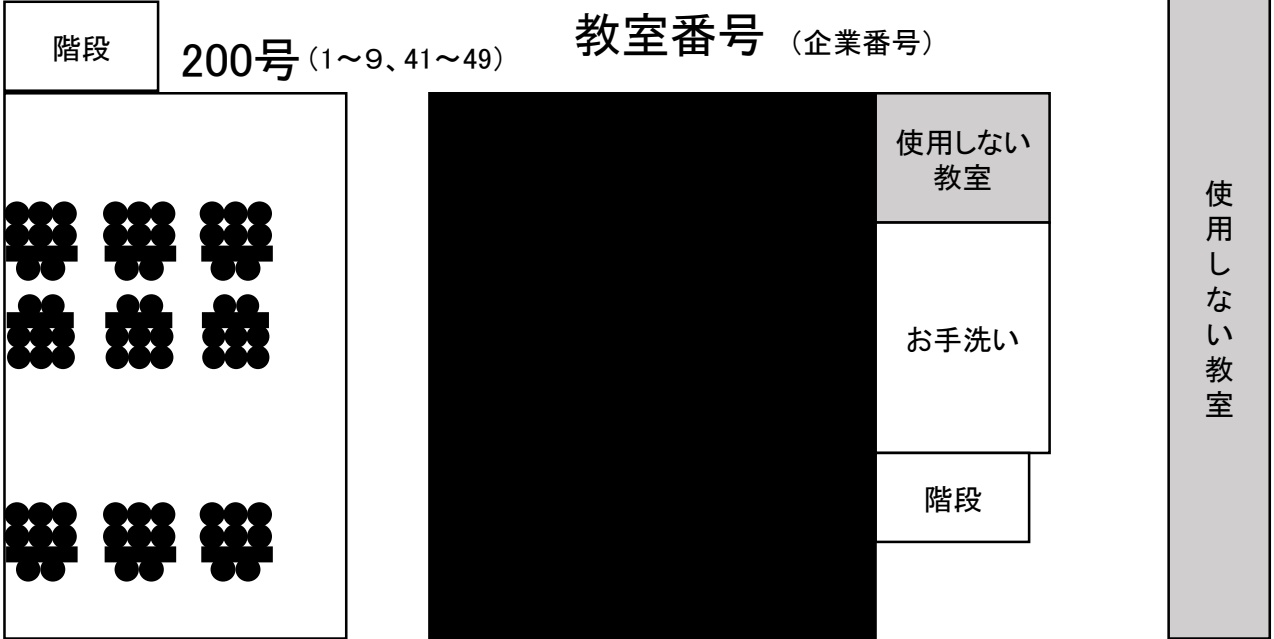 階段
200号(1～9、41～49)
教室番号 (企業番号)
使用しない
教室
お手洗い
階段
使用しない教室